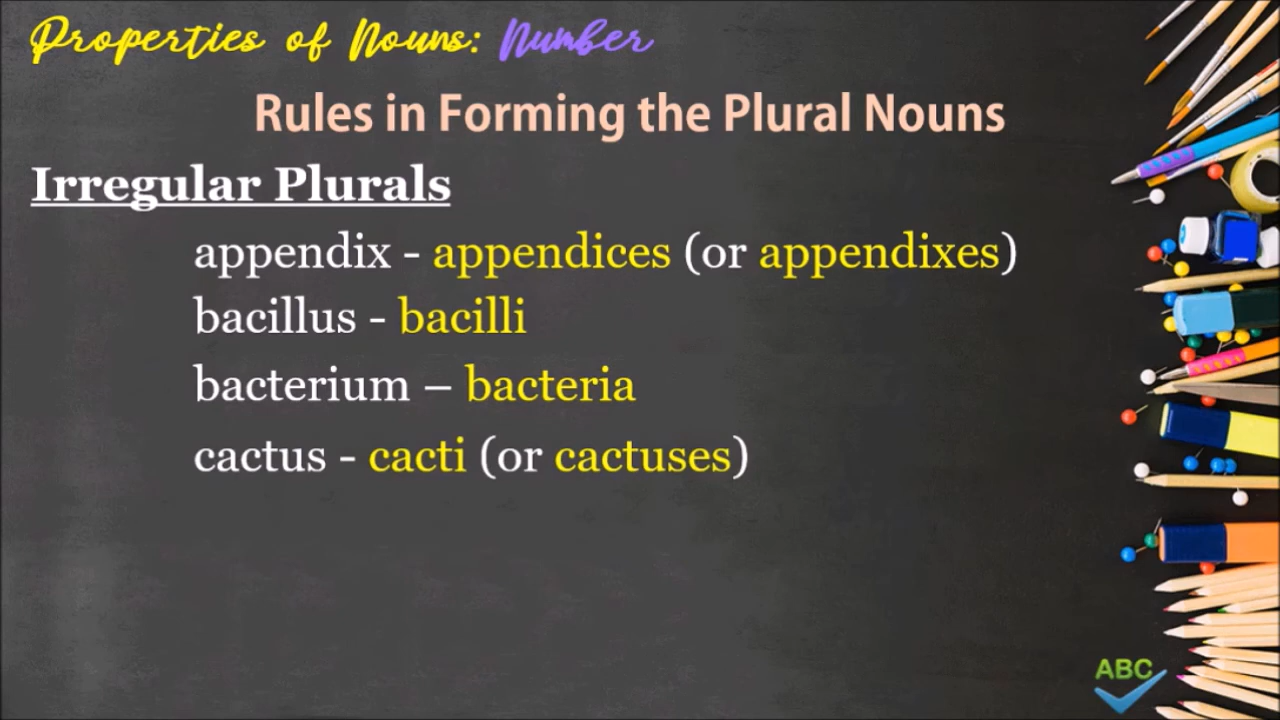 Properties of Nouns: Number
Rules in Forming the Plural Nouns
Irregular Plurals
appendix - appendices (or appendixes)
bacillus - bacilli
bacterium – bacteria
cactus - cacti (or cactuses)
ABC